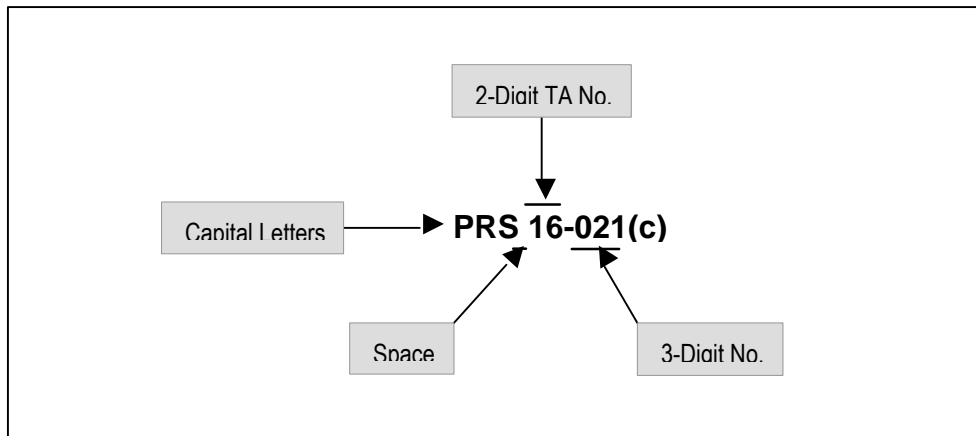 2-Digit TA No.
Capital Letters
PRS 16-021(c)
Space
3-Digit No.